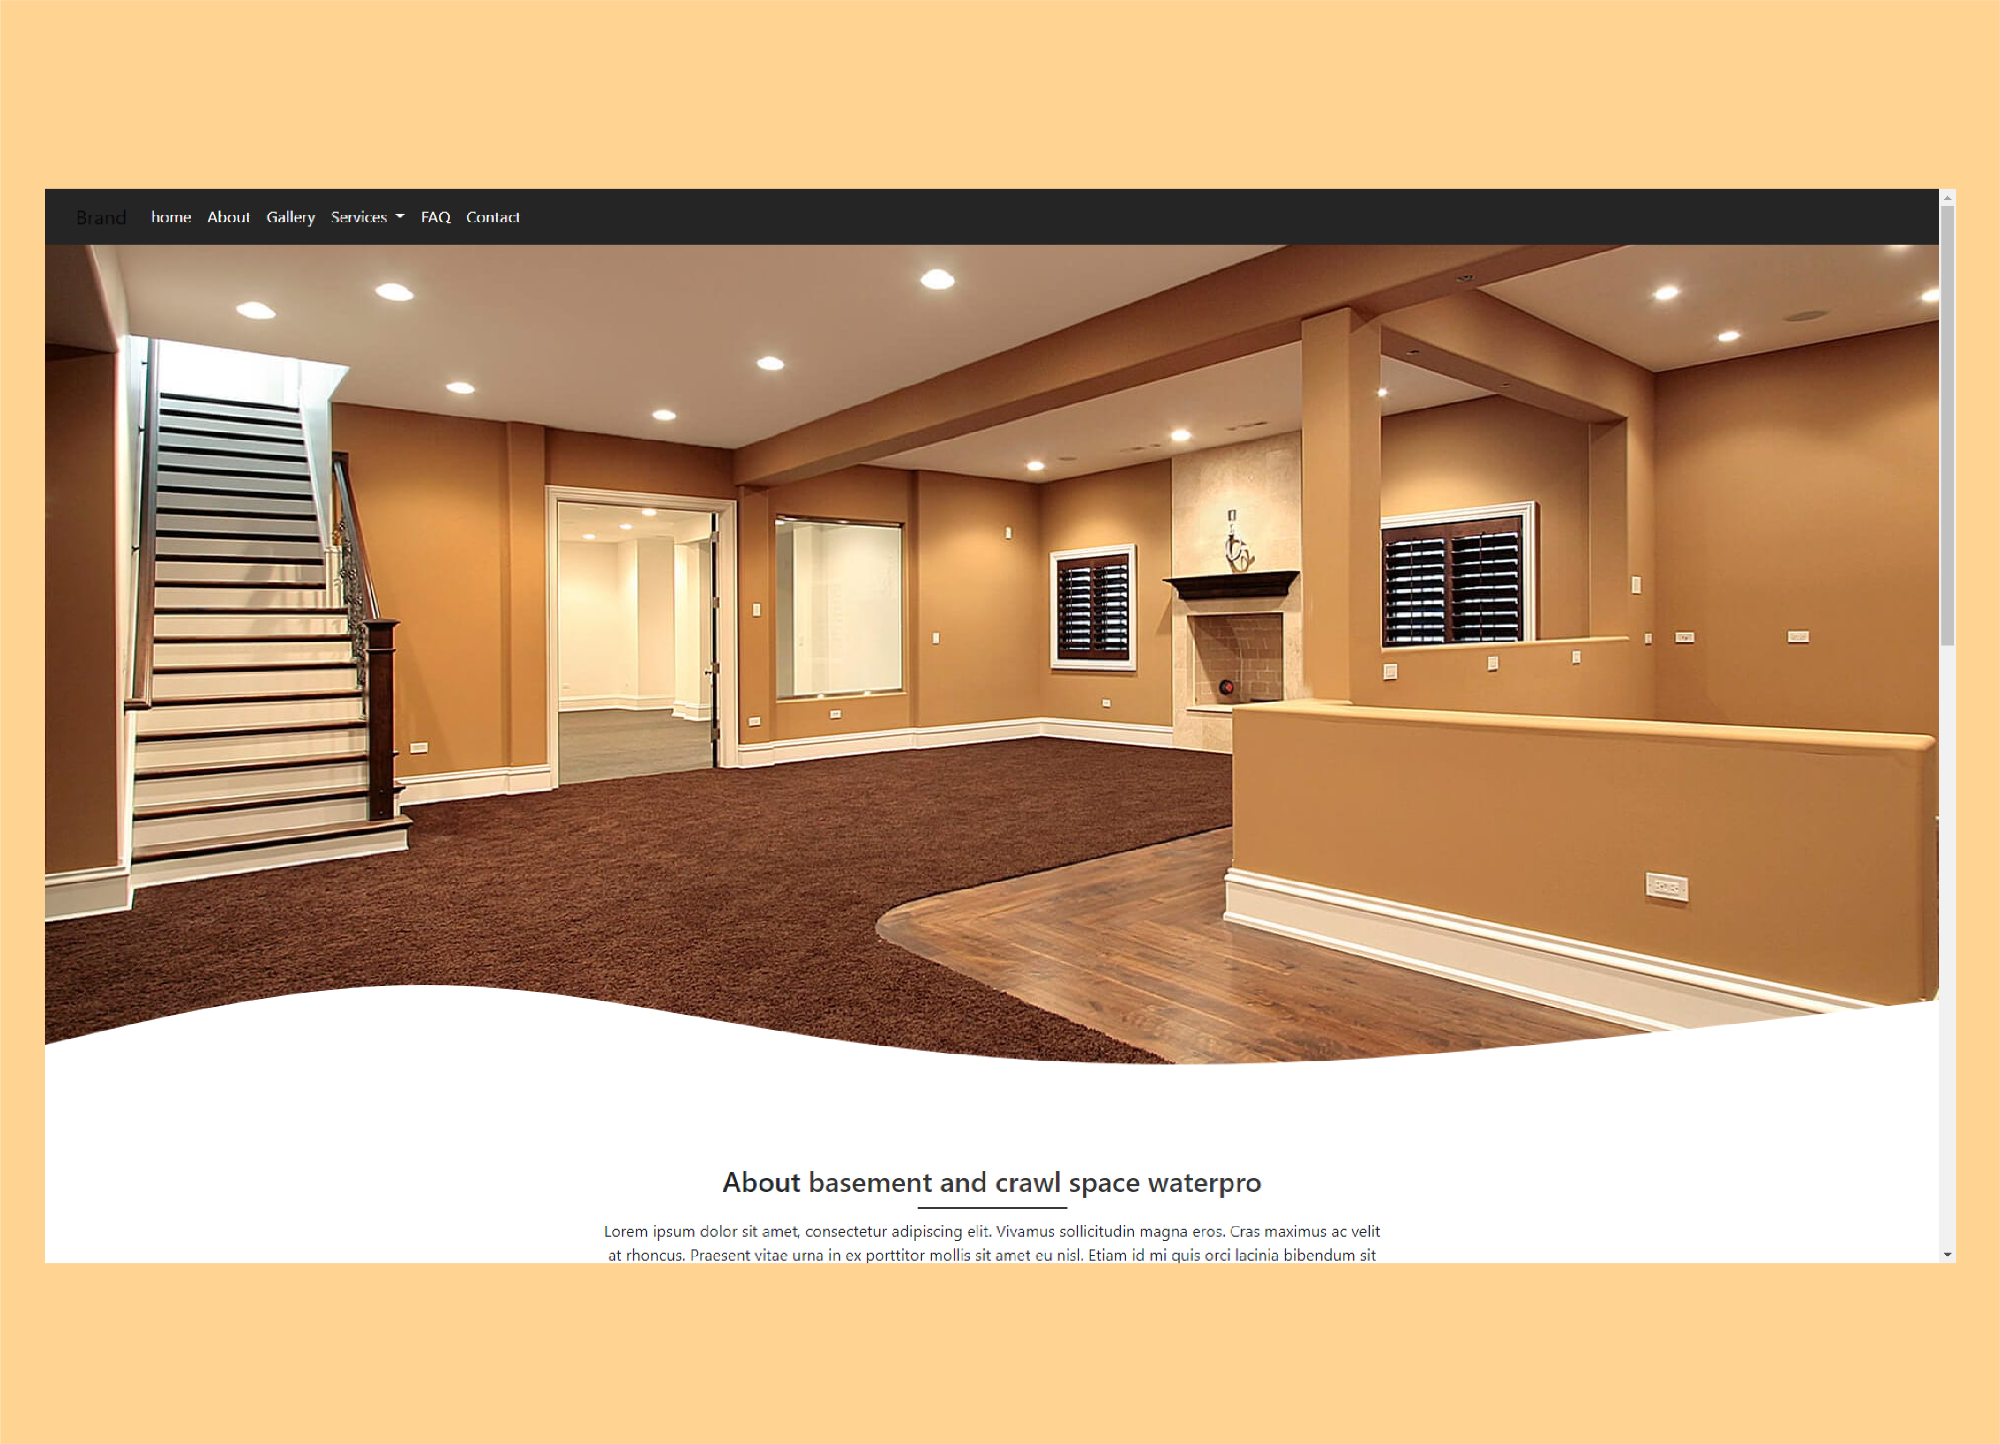 Brand home About Gallery Services FAQ Contact
About basement and crawl space waterpro
Lorem ipsum dolor sit amet, consectetur adipiscing elit. Vivamus sollicitudin magna eros. Cras maximus ac velit
at rhoncus. Praesent vitae urna in ex porttitor mollis sit amet eu nisl. Etiam id mi quis orci lacinia bibendum sit